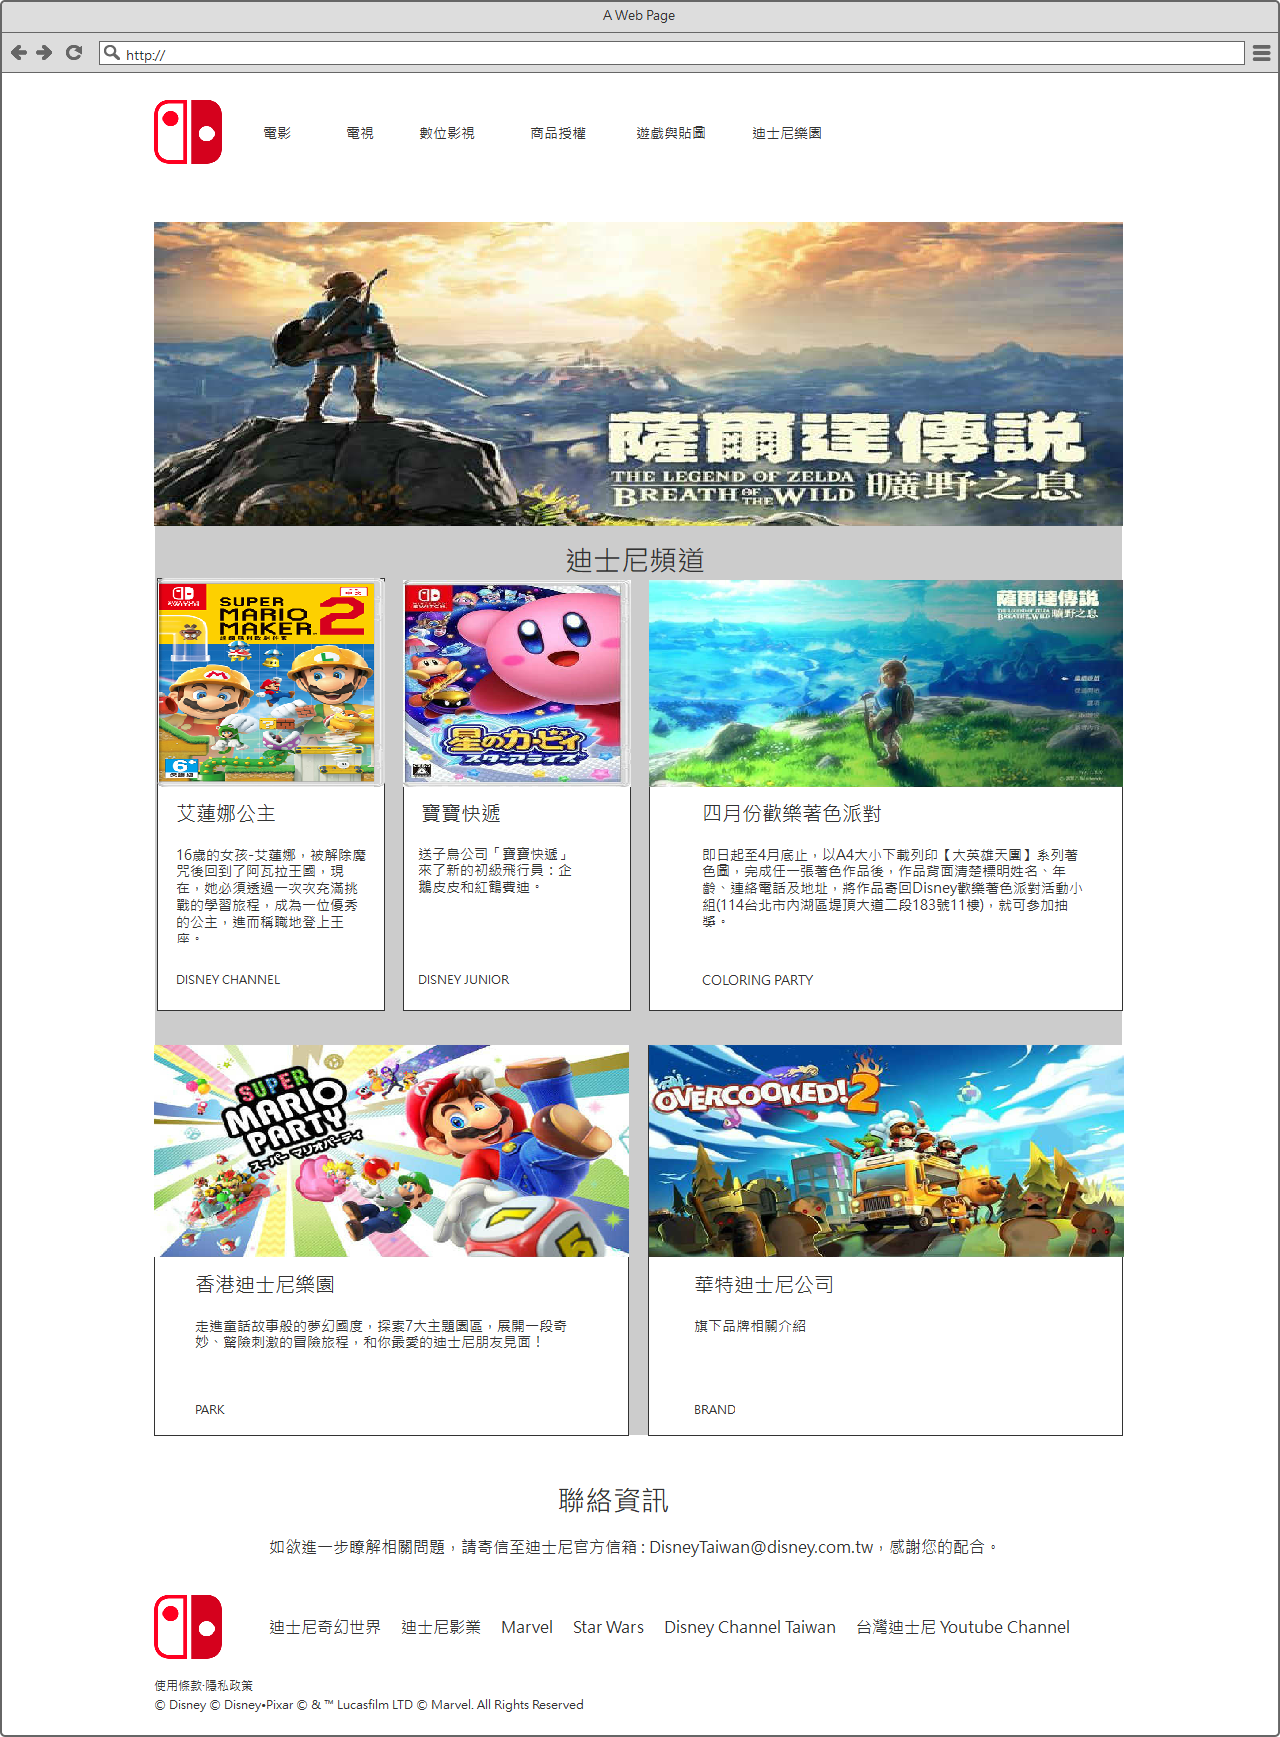 A Web Page
http://
電影 電視 數位影視 商品授權 遊戲與貼圖 迪士尼樂園
薩爾達傳說
THE LEGEND OF ZELDA
BREATH OF THE WILD 曠野之息
迪士尼頻道
SUPER
MARIO
MAKER 2
6+
SWITCH
星のカービィ
スターアライズ
薩爾達傳說
THE LEGEND OF ZELDA
BREATH OF THE WILD 曠野之息
艾蓮娜公主
16歲的女孩-艾蓮娜，被解除魔
咒後回到了阿瓦拉王國，現
在，她必須透過一次次充滿挑
戰的學習旅程，成為一位優秀
的公主，進而稱職地登上王
座。
DISNEY CHANNEL
寶寶快遞
送子鳥公司「寶寶快遞」
來了新的初級飛行員：企
鵝皮皮和紅鶴費迪。
DISNEY JUNIOR
四月份歡樂著色派對
即日起至4月底止，以A4大小下載列印【大英雄天團】系列著
色圖，完成任一張著色作品後，作品背面清楚標明姓名、年
齡、連絡電話及地址，將作品寄回Disney歡樂著色派對活動小
組(114台北市內湖區堤頂大道二段183號11樓)，就可參加抽
獎。
COLORING PARTY
SUPER
MARIO
PARTY
スーパー マリオパーティ
OVERCOOKED! 2
香港迪士尼樂園
走進童話故事般的夢幻國度，探索7大主題園區，展開一段奇
妙、驚險刺激的冒險旅程，和你最愛的迪士尼朋友見面！
PARK
華特迪士尼公司
旗下品牌相關介紹
BRAND
聯絡資訊
如欲進一步瞭解相關問題，請寄信至迪士尼官方信箱 : DisneyTaiwan@disney.com.tw，感謝您的配合。
迪士尼奇幻世界 迪士尼影業 Marvel Star Wars Disney Channel Taiwan 台灣迪士尼 Youtube Channel
使用條款·隱私政策
© Disney © Disney•Pixar © & ™ Lucasfilm LTD © Marvel. All Rights Reserved